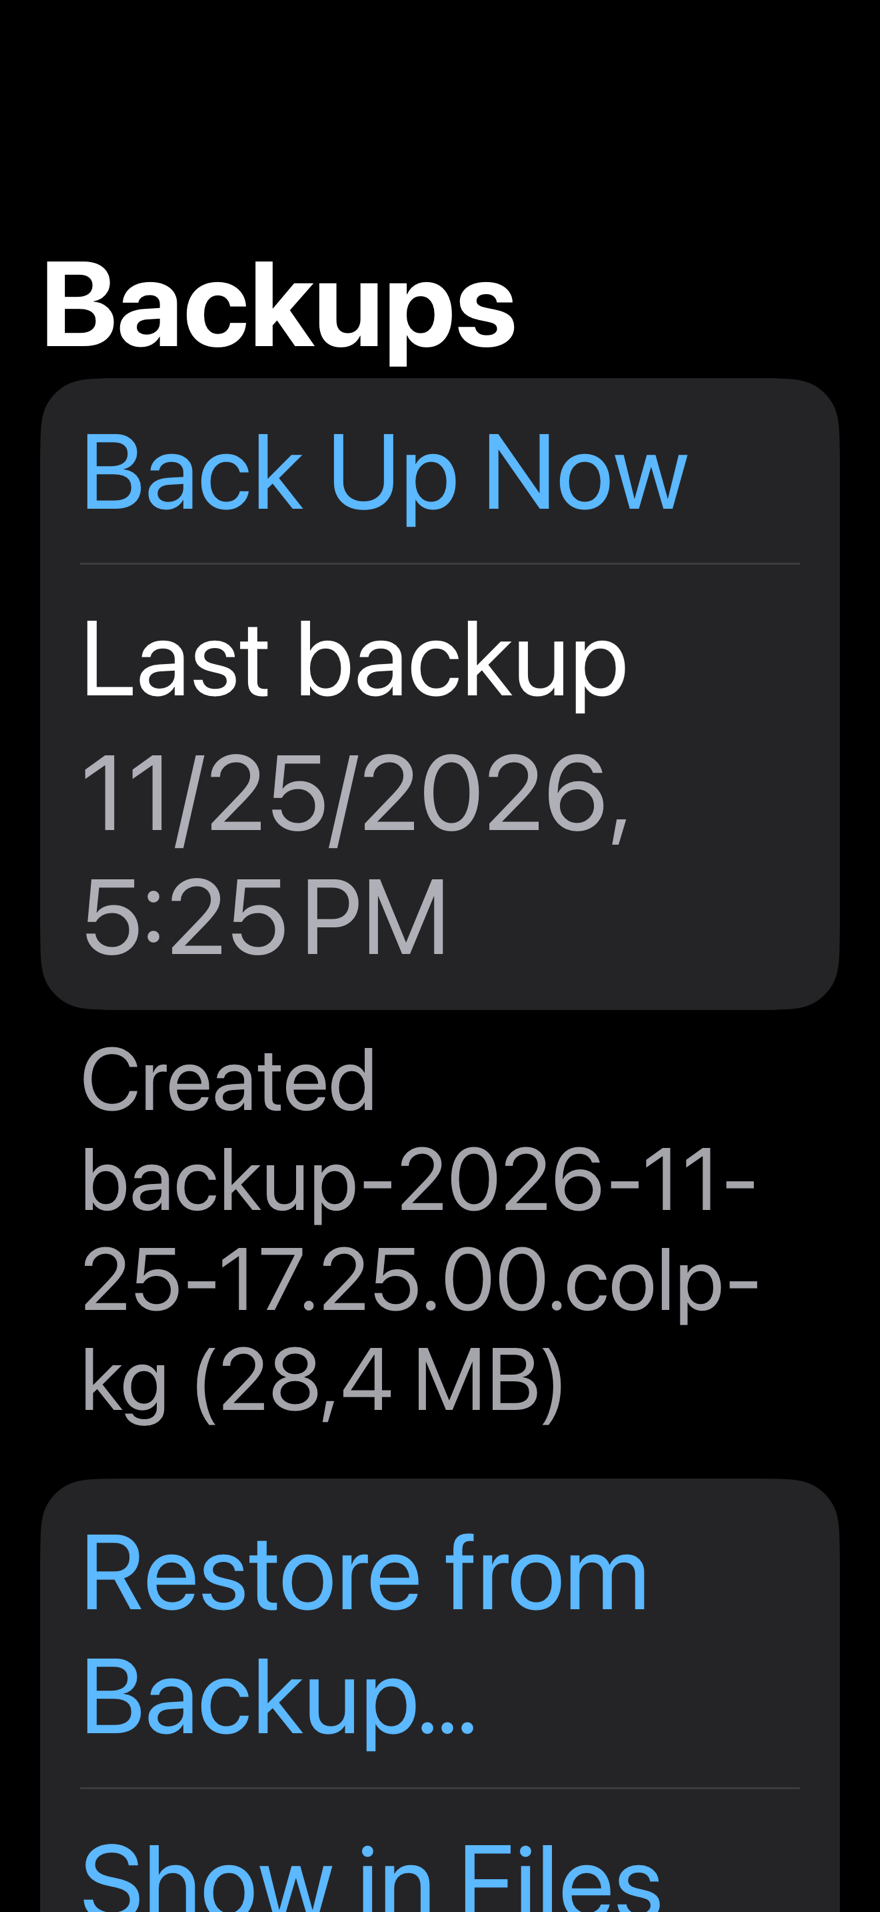 Backups
Back Up Now
Last backup
11/25/2026,
5:25 PM
Created
backup-2026-11-
25-17.25.00.colp-
kg (28,4 MB)
Restore from
Backup...
Show in Files